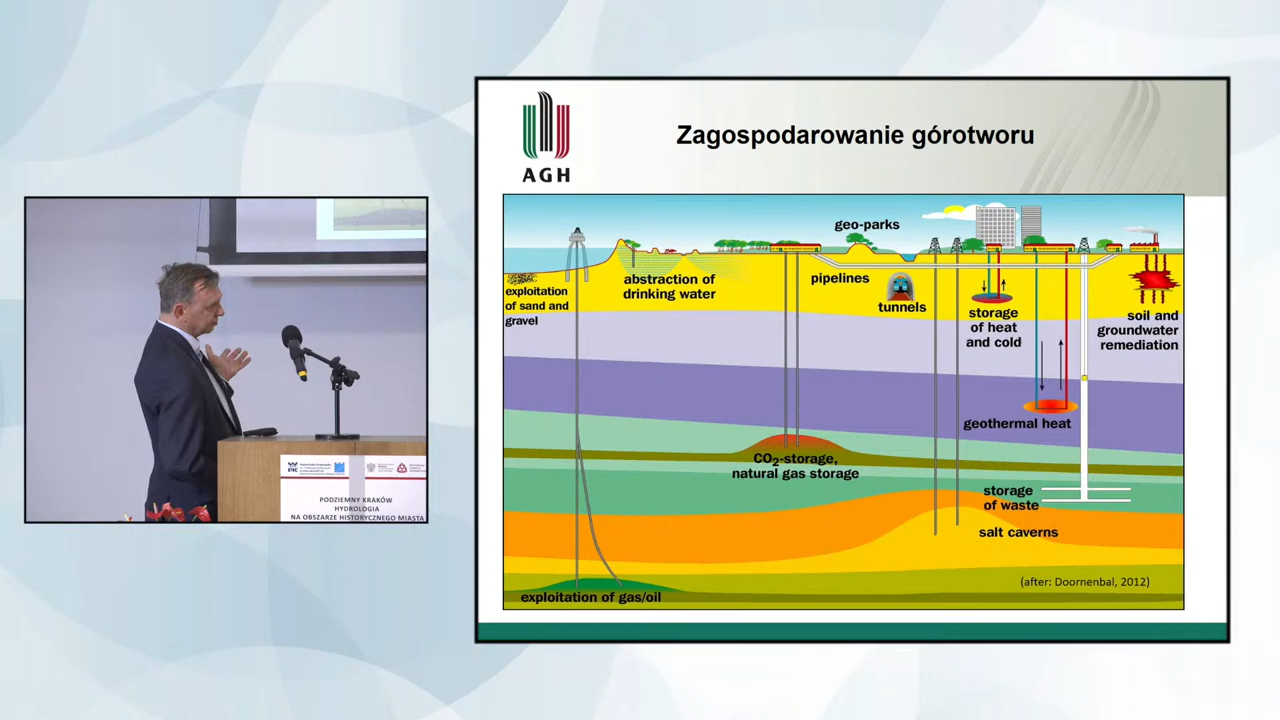 AGH
Zagospodarowanie górotworu
geo-parks
exploitation
of sand and
gravel
abstraction of
drinking water
pipelines
tunnels
storage
of heat
and cold
soil and
groundwater
remediation
geothermal heat
CO2-storage,
natural gas storage
storage
of waste
salt caverns
(after: Doornenbal, 2012)
exploitation of gas/oil
PK
PODZIEMNY KRAKÓW
HYDROLOGIA
NA OBSZARZE HISTORYCZNEGO MIASTA